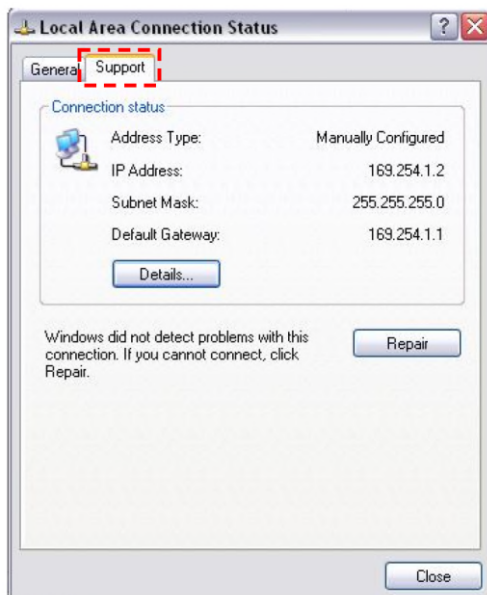 Local Area Connection Status
General
Support
Connection status
Address Type: Manually Configured
IP Address: 169.254.1.2
Subnet Mask: 255.255.255.0
Default Gateway: 169.254.1.1
Details...
Windows did not detect problems with this
connection. If you cannot connect, click
Repair.
Repair
Close